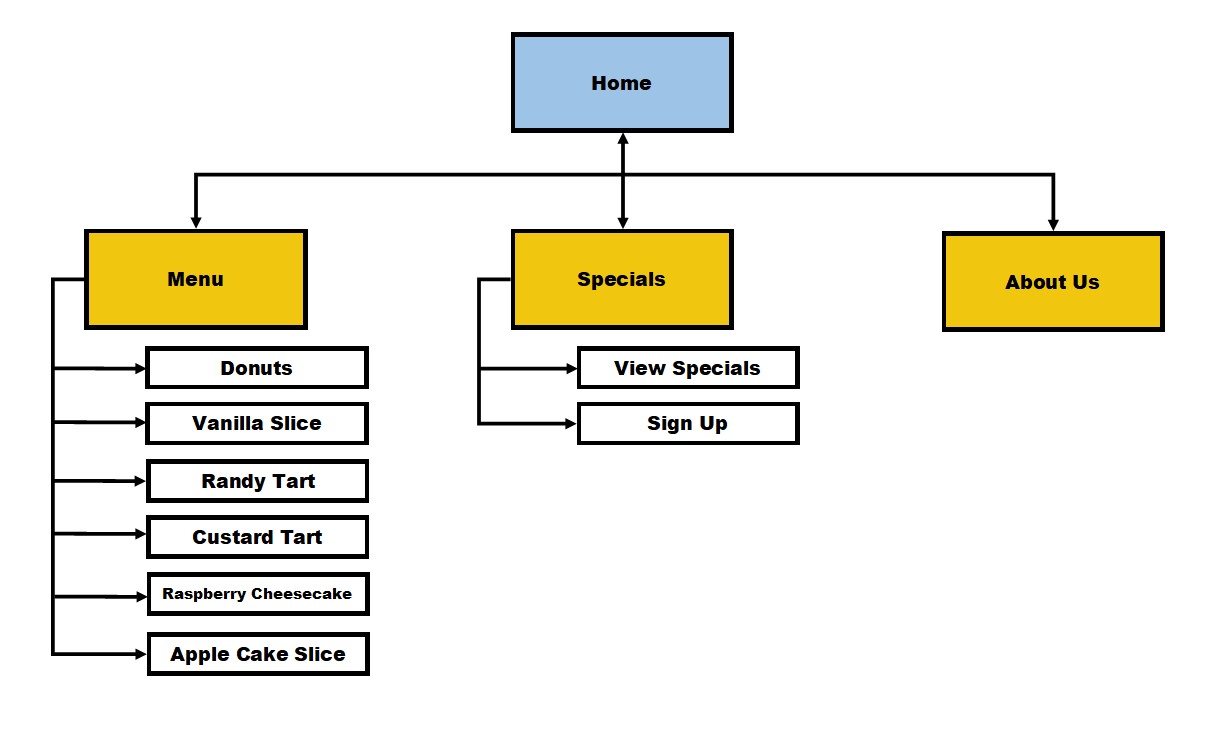 Home
Menu
Specials
About Us
Donuts
Vanilla Slice
Randy Tart
Custard Tart
Raspberry Cheesecake
Apple Cake Slice
View Specials
Sign Up